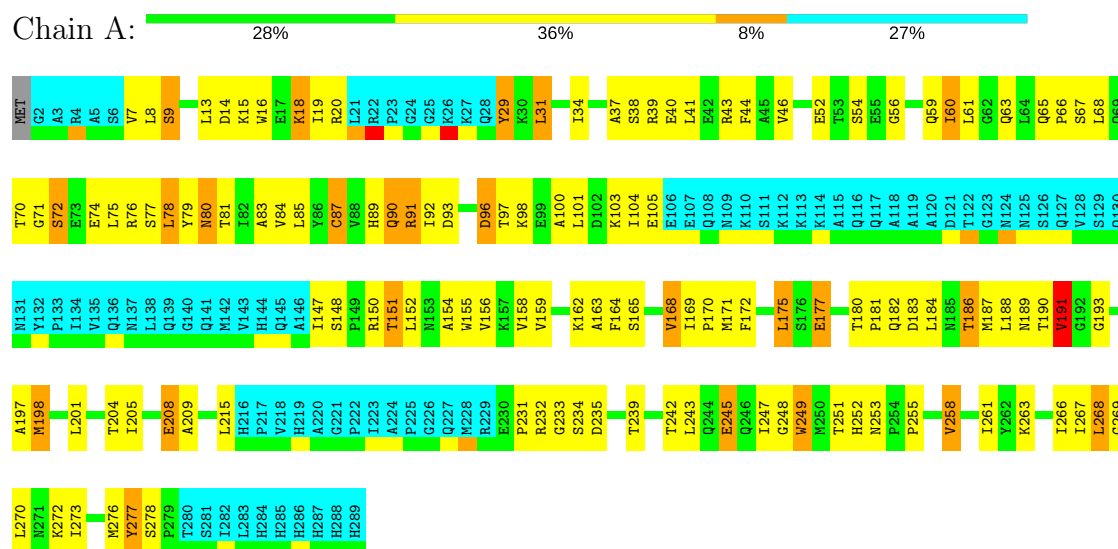 Chain A:
28% 36% 8% 27%
MET G2 A3 R4 A5 S6 V7 L8 S9 L13 D14 K15 W16 E17 K18 I19 R20 L21 R22 P23 G24 G25 K26 K27 Q28 Y29 K30 L31 I34 A37 S38 R39 E40 L41 E42 R43 F44 A45 V46 E52 T53 S54 E55 G56 Q59 I60 L61 G62 Q63 L64 Q65 P66 S67 L68 Q69
T70 G71 S72 E73 E74 L75 R76 S77 L78 Y79 N80 T81 I82 A83 V84 L85 Y86 C87 V88 H89 Q90 R91 I92 D93 D96 T97 K98 E99 A100 L101 D102 K103 I104 E105 E106 E107 Q108 N109 K110 S111 K112 K113 K114 A115 Q116 Q117 A118 A119 A120 D121 T122 G123 N124 N125 S126 Q127 V128 S129 Q130
N131 Y132 P133 I134 V135 Q136 N137 L138 Q139 G140 Q141 M142 V143 H144 Q145 A146 I147 S148 P149 R150 T151 L152 N153 A154 W155 V156 K157 V158 V159 K162 A163 F164 S165 V168 I169 P170 M171 F172 L175 S176 E177 T180 P181 Q182 D183 L184 N185 T186 M187 L188 N189 T190 V191 G192 G193
A197 M198 L201 T204 I205 E208 A209 L215 H216 P217 V218 H219 A220 G221 P222 I223 A224 P225 G226 Q227 M228 R229 E230 P231 R232 G233 S234 D235 T239 T242 L243 Q244 E245 Q246 I247 G248 W249 M250 T251 H252 N253 P254 P255 V258 I261 Y262 K263 I266 I267 L268 G269
L270 N271 K272 I273 M276 Y277 S278 P279 T280 S281 I282 L283 H284 H285 H286 H287 H288 H289